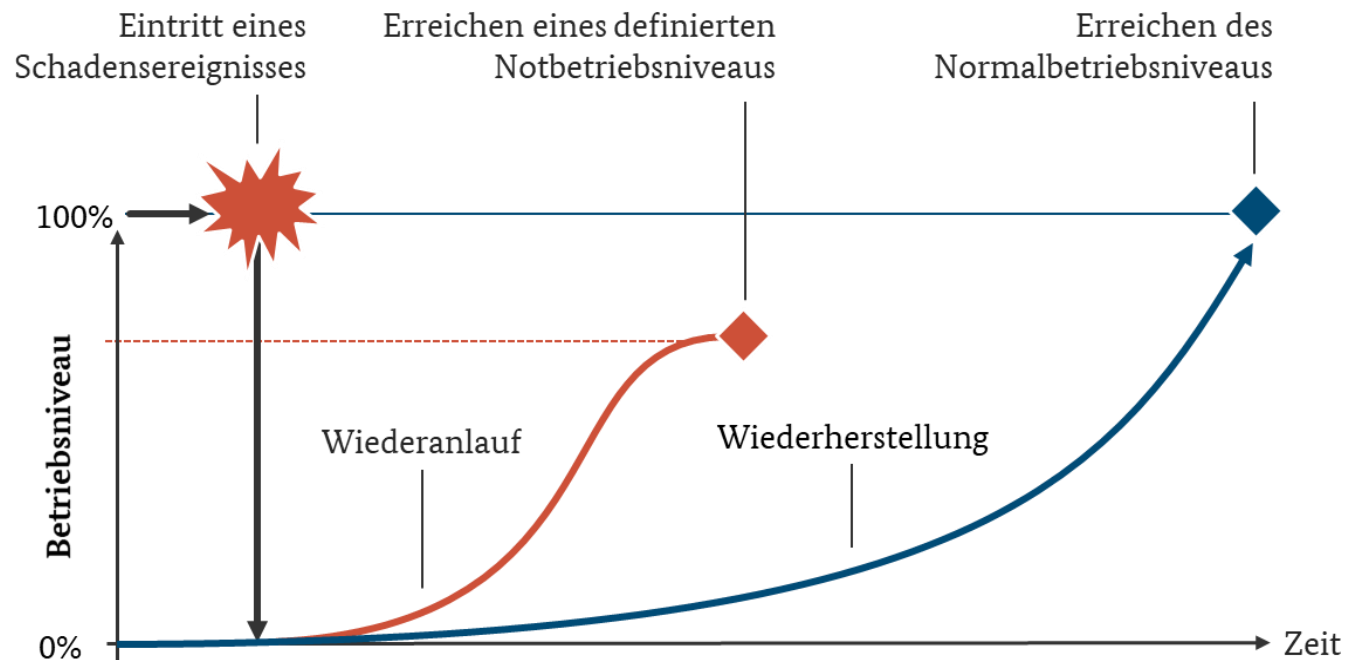 Eintritt eines
Schadensereignisses
Erreichen eines definierten
Notbetriebsniveaus
Erreichen des
Normalbetriebsniveaus
100%
Betriebsniveau
Wiederanlauf
Wiederherstellung
0%
Zeit